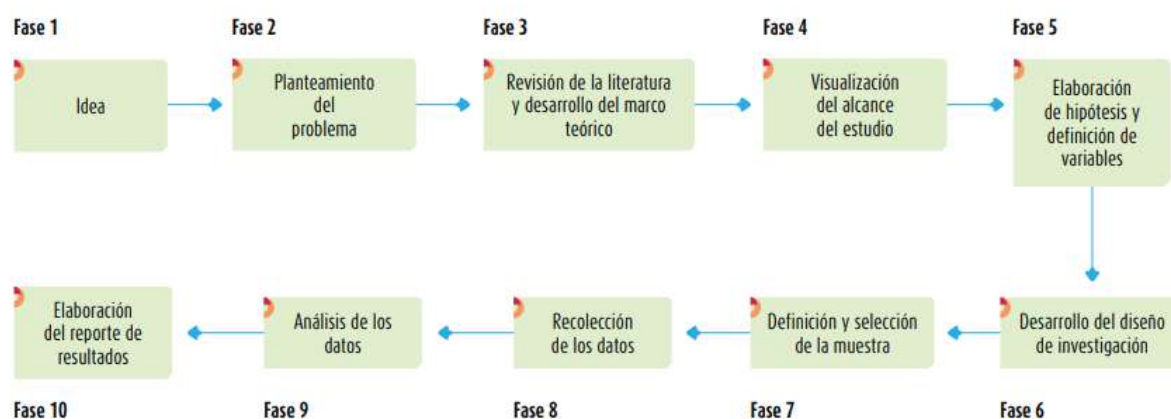 Fase 1
Idea
Fase 2
Planteamiento
del
problema
Fase 3
Revisión de la literatura
y desarrollo del marco
teórico
Fase 4
Visualización
del alcance
del estudio
Fase 5
Elaboración
de hipótesis y
definición de
variables
Desarrollo del diseño
de investigación
Fase 6
Definición y selección
de la muestra
Fase 7
Recolección
de los datos
Fase 8
Análisis de los
datos
Fase 9
Elaboración
del reporte de
resultados
Fase 10